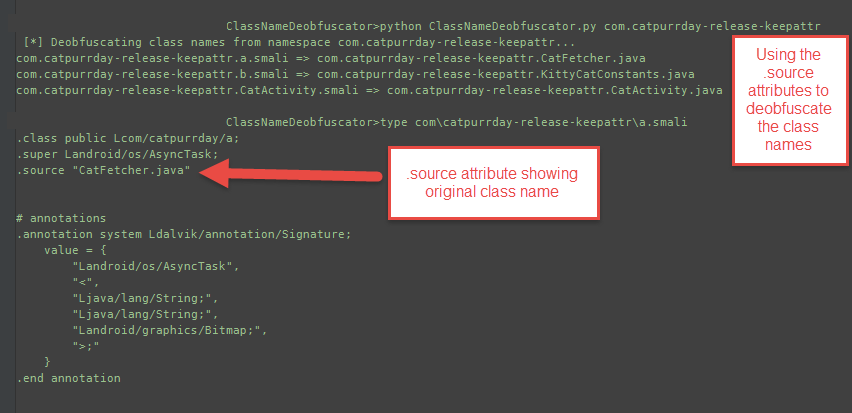 ClassNameDeobfuscator>python ClassNameDeobfuscator.py com.catpurrday-release-keepattr
[*] Deobfuscating class names from namespace com.catpurrday-release-keepattr...
com.catpurrday-release-keepattr.a.smali => com.catpurrday-release-keepattr.CatFetcher.java
com.catpurrday-release-keepattr.b.smali => com.catpurrday-release-keepattr.KittyCatConstants.java
com.catpurrday-release-keepattr.CatActivity.smali => com.catpurrday-release-keepattr.CatActivity.java
Using the
.source
attributes to
deobfuscate
the class
names
ClassNameDeobfuscator>type com\catpurrday-release-keepattr\a.smali
.class public Lcom/catpurrday/a;
.super Landroid/os/AsyncTask;
.source "CatFetcher.java"
.source attribute showing
original class name
# annotations
.annotation system Ldalvik/annotation/Signature;
value = {
"Landroid/os/AsyncTask",
"<",
"Ljava/lang/String;",
"Ljava/lang/String;",
"Landroid/graphics/Bitmap;",
">;"
}
.end annotation